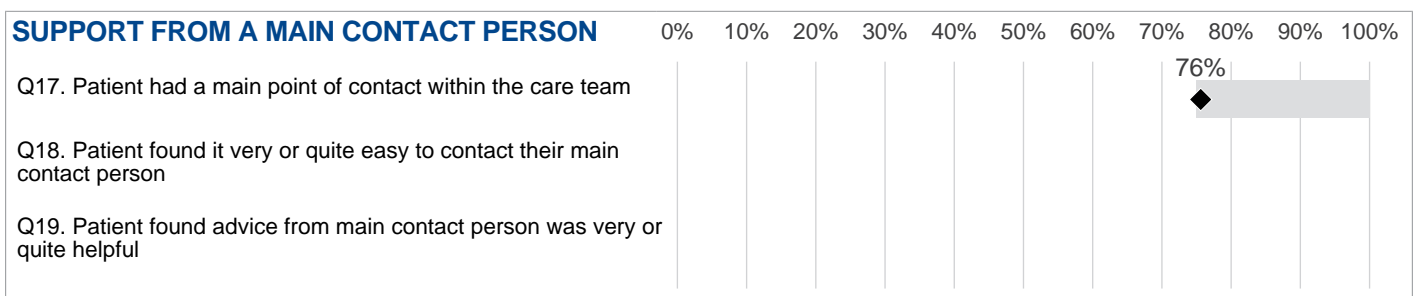 SUPPORT FROM A MAIN CONTACT PERSON 0% 10% 20% 30% 40% 50% 60% 70% 80% 90% 100%
76%
Q17. Patient had a main point of contact within the care team
Q18. Patient found it very or quite easy to contact their main
contact person
Q19. Patient found advice from main contact person was very or
quite helpful